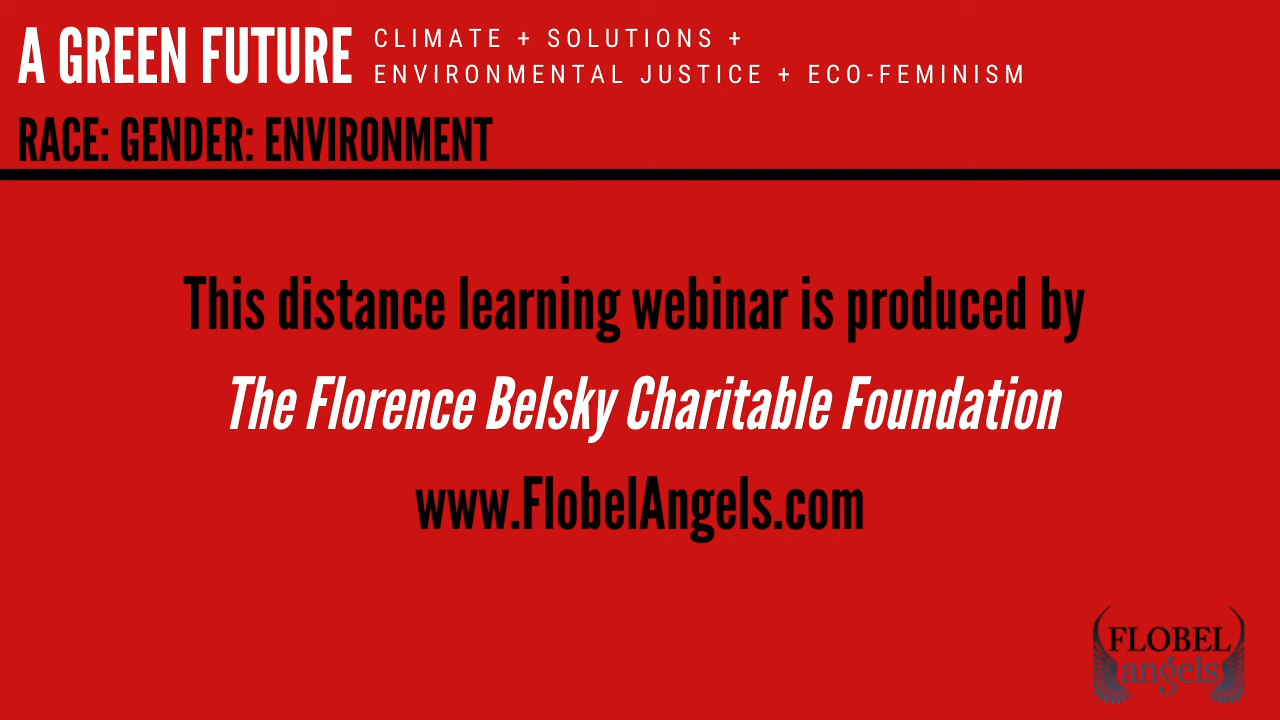 A GREEN FUTURE
CLIMATE + SOLUTIONS +
ENVIRONMENTAL JUSTICE + ECO-FEMINISM
RACE: GENDER: ENVIRONMENT
This distance learning webinar is produced by
The Florence Belsky Charitable Foundation
www.FlobelAngels.com
FLOBEL
angels